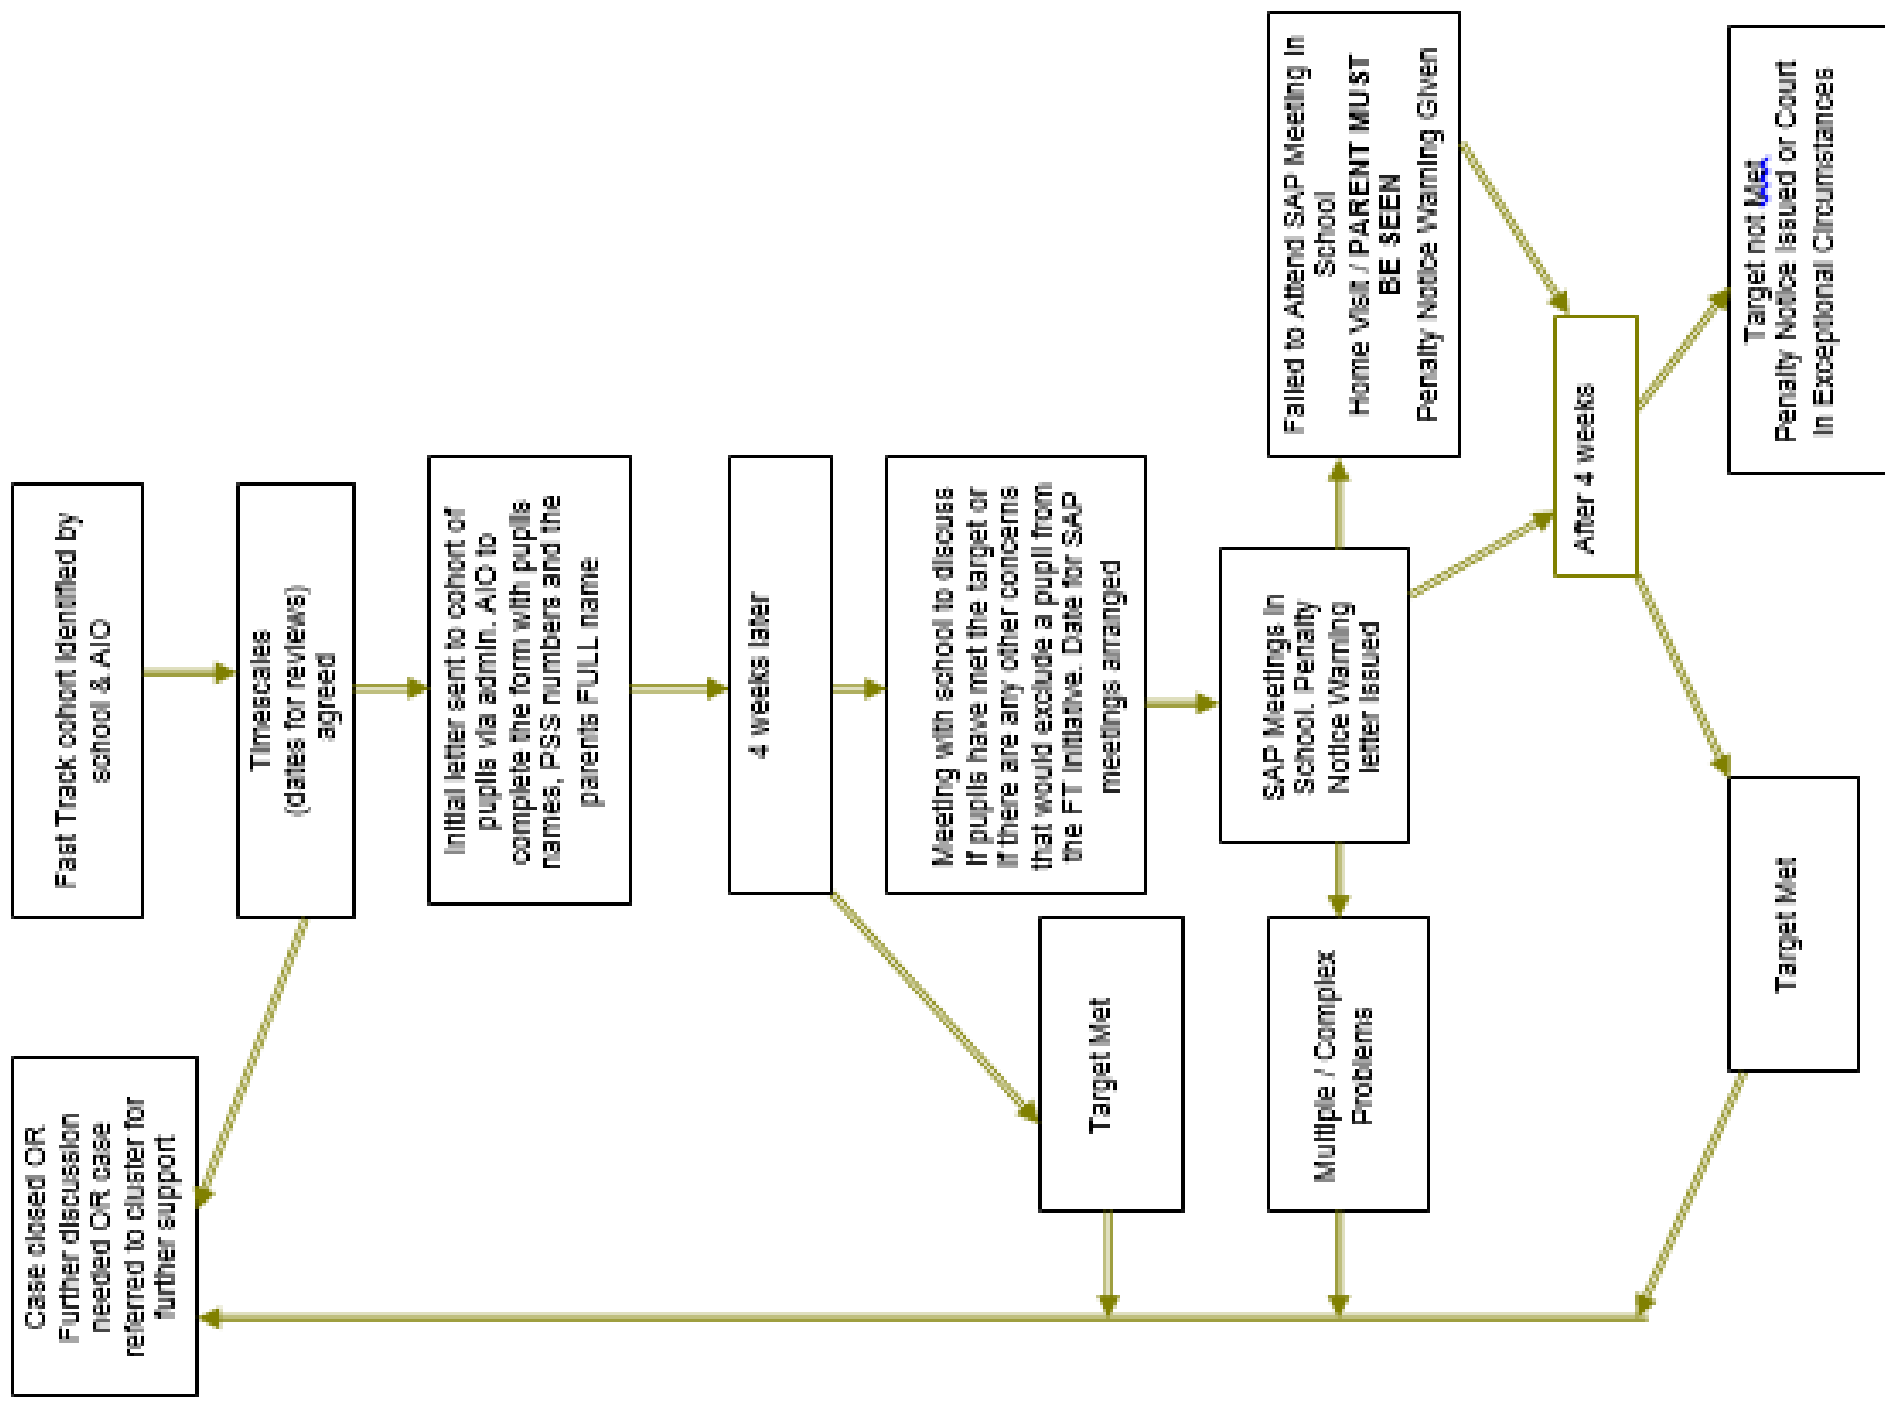 Fast Track cohort identified by
school & AIO
Case closed OR
Further discussion
needed OR case
referred to cluster for
further support
Timescales
(dates for reviews)
agreed
Initial letter sent to cohort of
pupils via admin. AIO to
complete the form with pupils
names, PSS numbers and the
parents FULL name
4 weeks later
Meeting with school to discuss
if pupils have met the target or
if there are any other concerns
that would exclude a pupil from
the FT Initiative. Date for SAP
meetings arranged
Target Met
SAP Meetings in
School. Penalty
Notice Warning
letter issued
Failed to Attend SAP Meeting in
School
Home Visit / PARENT MUST
BE SEEN
Penalty Notice Warning Given
Multiple / Complex
Problems
After 4 weeks
Target not Met
Penalty Notice Issued or Court
in Exceptional Circumstances
Target Met